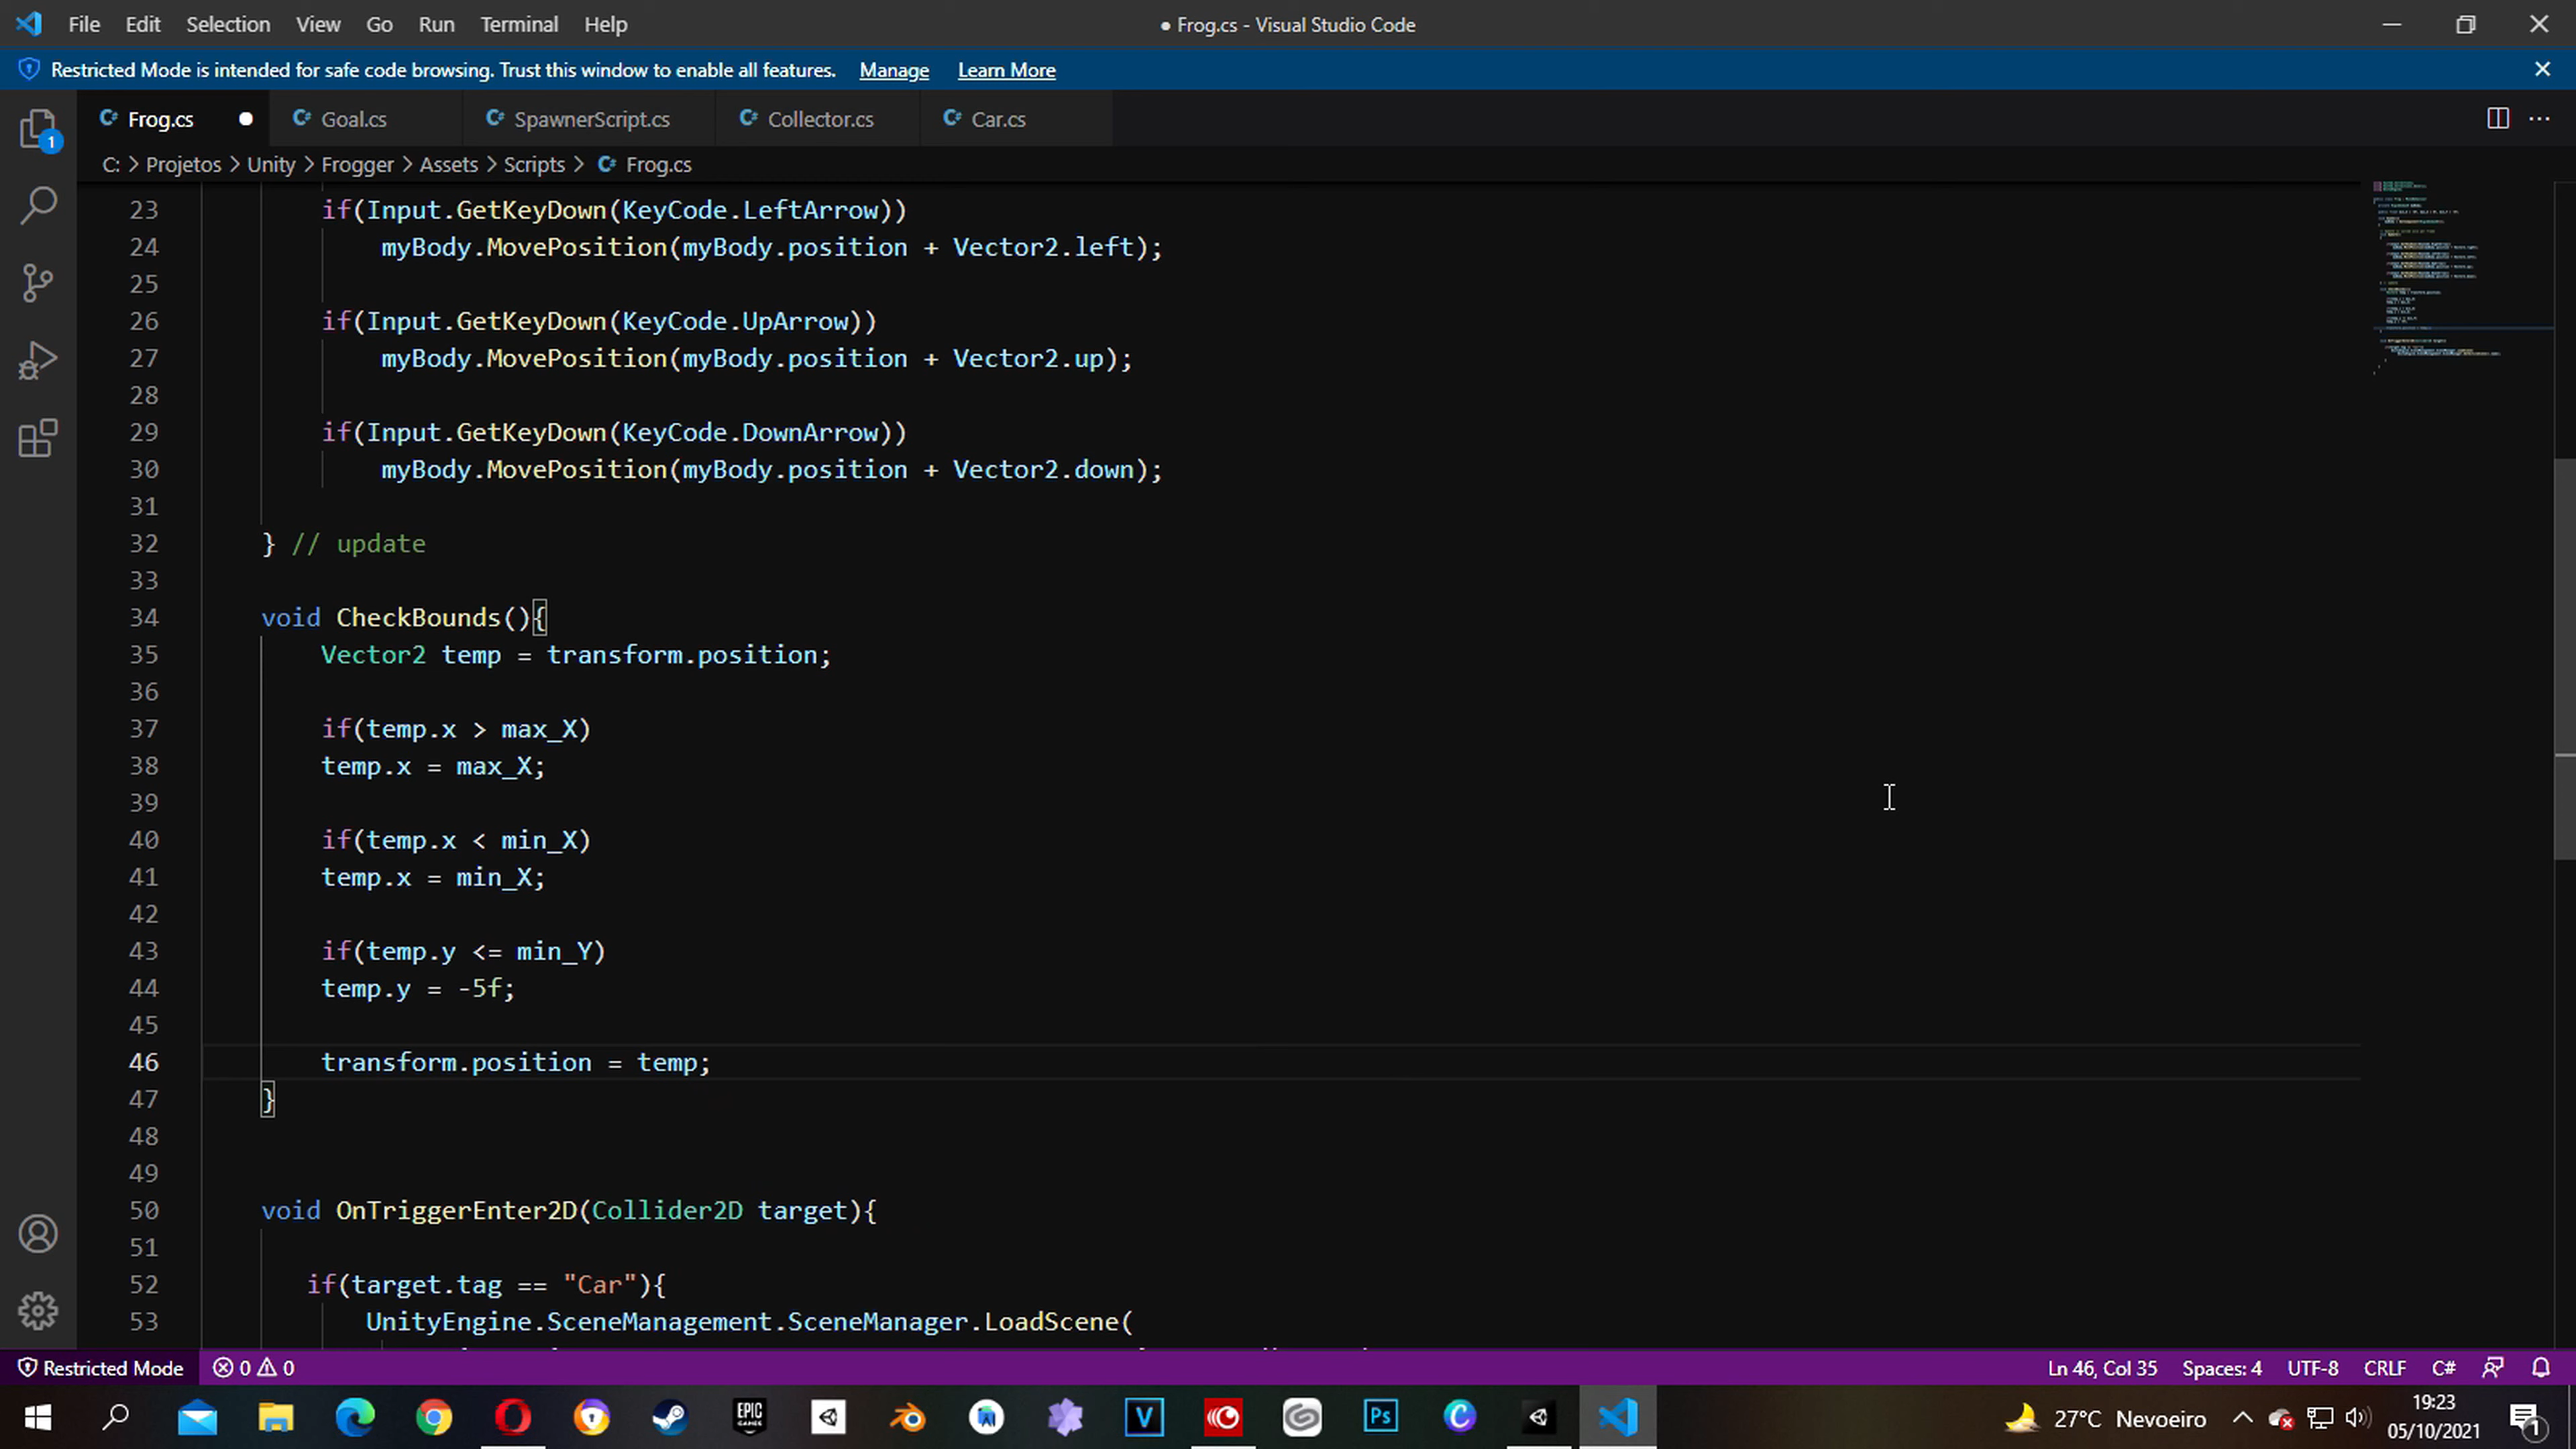 File Edit Selection View Go Run Terminal Help
● Frog.cs - Visual Studio Code
Restricted Mode is intended for safe code browsing. Trust this window to enable all features. Manage Learn More
Frog.cs Goal.cs SpawnerScript.cs Collector.cs Car.cs
1
C: > Projetos > Unity > Frogger > Assets > Scripts > Frog.cs
23 if(Input.GetKeyDown(KeyCode.LeftArrow))
24 myBody.MovePosition(myBody.position + Vector2.left);
25
26 if(Input.GetKeyDown(KeyCode.UpArrow))
27 myBody.MovePosition(myBody.position + Vector2.up);
28
29 if(Input.GetKeyDown(KeyCode.DownArrow))
30 myBody.MovePosition(myBody.position + Vector2.down);
31
32 } // update
33
34 void CheckBounds(){
35 Vector2 temp = transform.position;
36
37 if(temp.x > max_X)
38 temp.x = max_X;
39
40 if(temp.x < min_X)
41 temp.x = min_X;
42
43 if(temp.y <= min_Y)
44 temp.y = -5f;
45
46 transform.position = temp;
47 }
48
49
50 void OnTriggerEnter2D(Collider2D target){
51
52 if(target.tag == "Car"){
53 UnityEngine.SceneManagement.SceneManager.LoadScene(
Restricted Mode 0 0 Ln 46, Col 35 Spaces: 4 UTF-8 CRLF C#
EPIC GAMES V Ps C 27°C Nevoeiro 19:23
05/10/2021 1